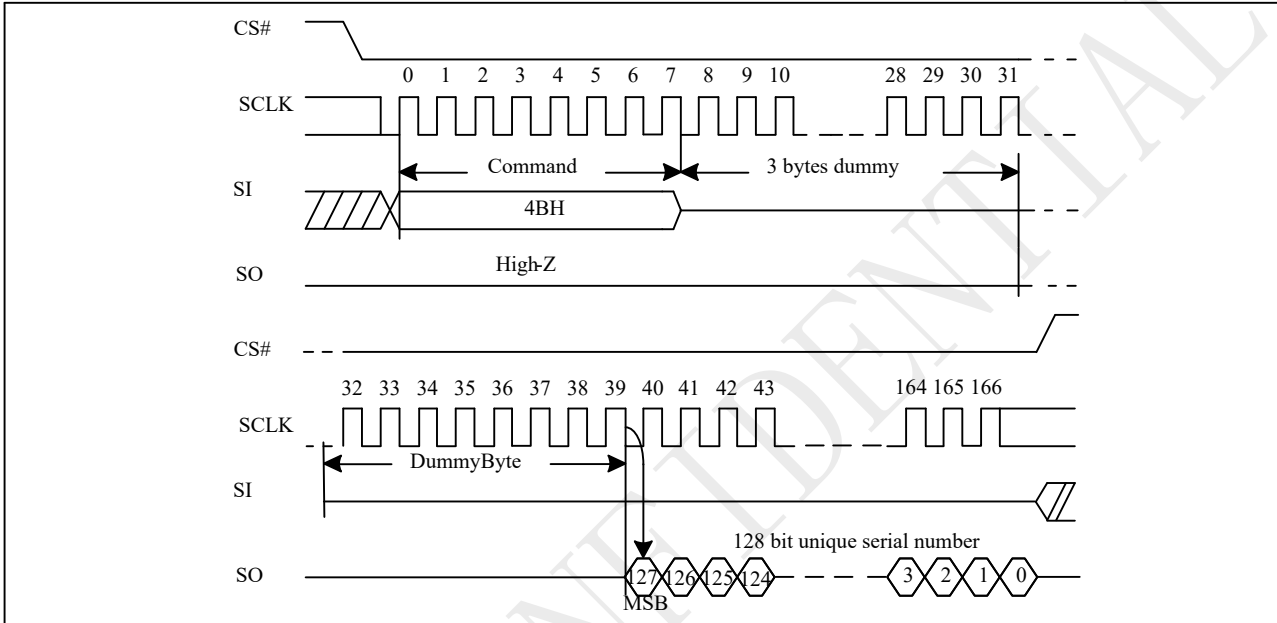 CS#
0 1 2 3 4 5 6 7 8 9 10 28 29 30 31
SCLK
Command 3 bytes dummy
SI
4BH
High-Z
SO
CS#
32 33 34 35 36 37 38 39 40 41 42 43 164 165 166
SCLK
DummyByte
SI
128 bit unique serial number
SO 127 126 125 124 3 2 1 0
MSB